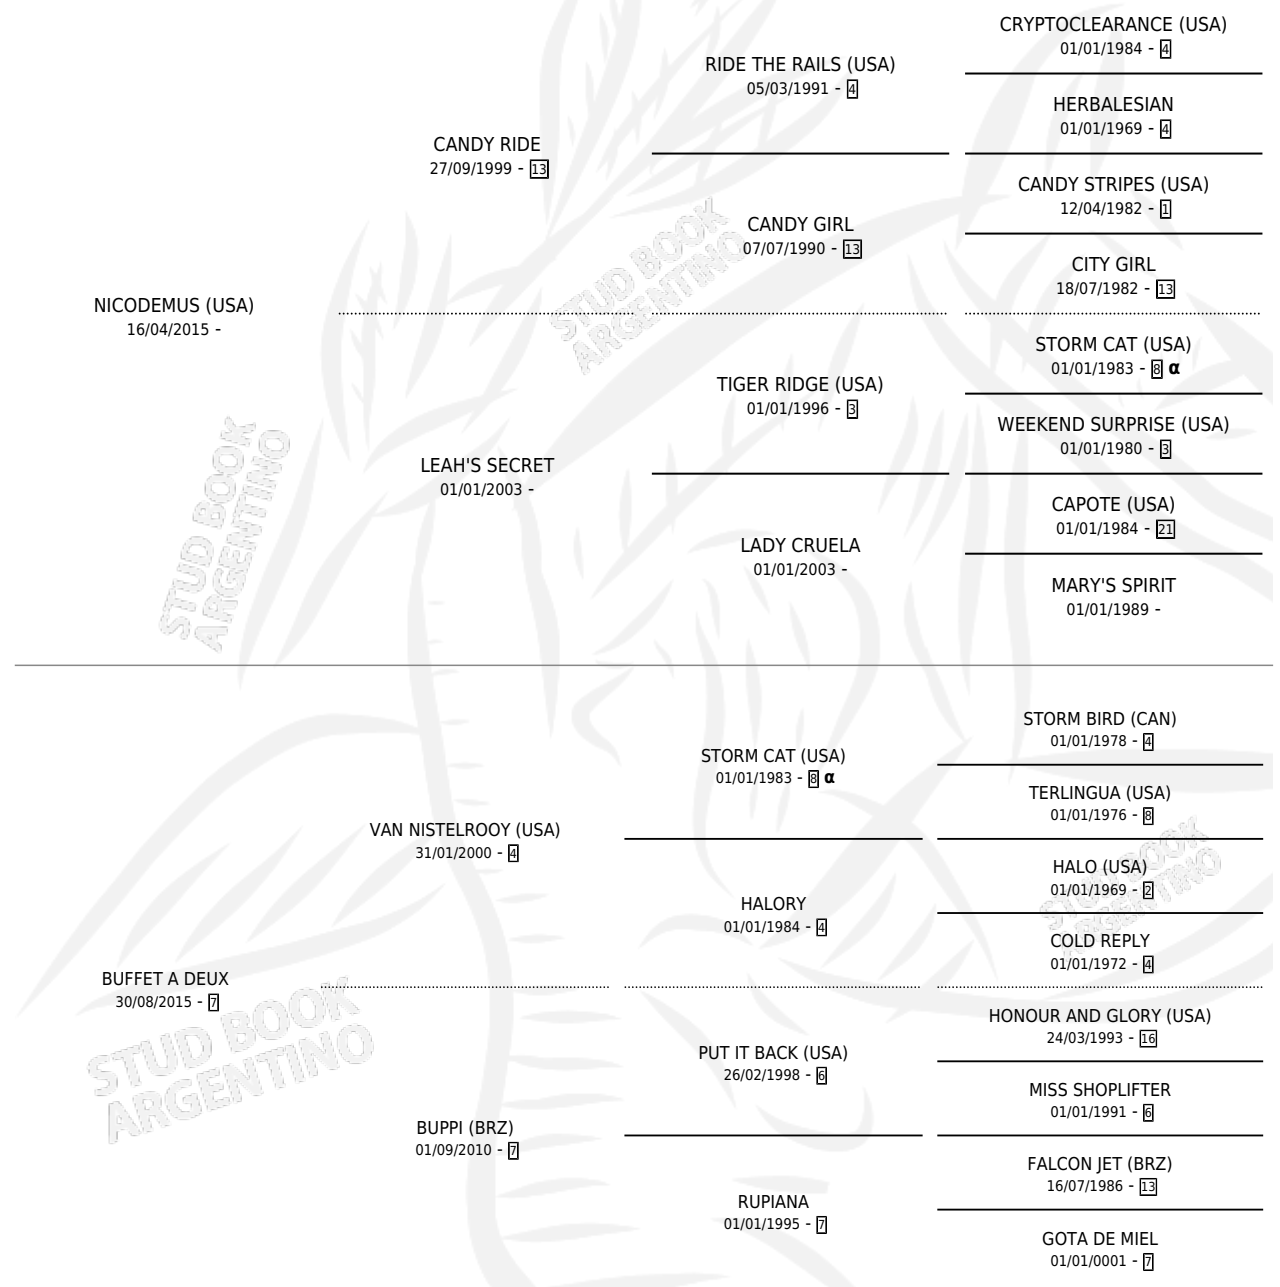 CRYPTOCLEARANCE (USA)
01/01/1984 - 4
RIDE THE RAILS (USA)
05/03/1991 - 4
HERBALESIAN
01/01/1969 - 4
CANDY RIDE
27/09/1999 - 13
CANDY STRIPES (USA)
12/04/1982 - 1
CANDY GIRL
07/07/1990 - 13
CITY GIRL
18/07/1982 - 13
NICODEMUS (USA)
16/04/2015 -
STORM CAT (USA)
01/01/1983 - 8 α
TIGER RIDGE (USA)
01/01/1996 - 3
WEEKEND SURPRISE (USA)
01/01/1980 - 3
LEAH'S SECRET
01/01/2003 -
CAPOTE (USA)
01/01/1984 - 21
LADY CRUELA
01/01/2003 -
MARY'S SPIRIT
01/01/1989 -
STORM BIRD (CAN)
01/01/1978 - 4
STORM CAT (USA)
01/01/1983 - 8 α
TERLINGUA (USA)
01/01/1976 - 8
VAN NISTELROOY (USA)
31/01/2000 - 4
HALO (USA)
01/01/1969 - 2
HALORY
01/01/1984 - 4
COLD REPLY
01/01/1972 - 4
BUFFET A DEUX
30/08/2015 - 7
HONOUR AND GLORY (USA)
24/03/1993 - 16
PUT IT BACK (USA)
26/02/1998 - 6
MISS SHOPLIFTER
01/01/1991 - 6
BUPPI (BRZ)
01/09/2010 - 7
FALCON JET (BRZ)
16/07/1986 - 13
RUPIANA
01/01/1995 - 7
GOTA DE MIEL
01/01/0001 - 7
STUD BOOK
ARGENTINO
STUD BOOK
ARGENTINO
STUD BOOK
ARGENTINO
STUD BOOK
ARGENTINO